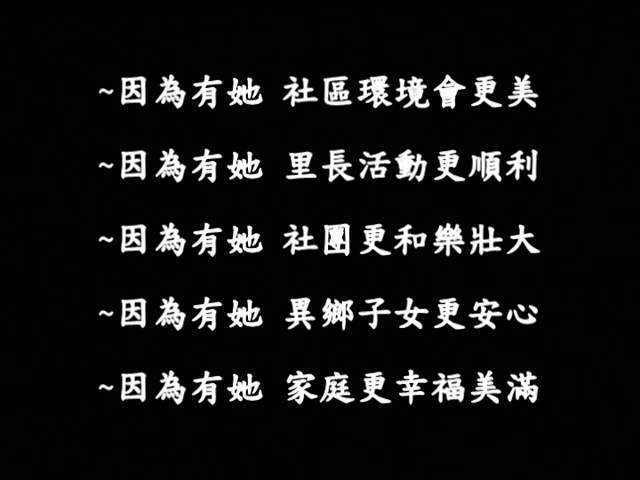 ~因為有她 社區環境會更美
~因為有她 里長活動更順利
~因為有她 社團更和樂壯大
~因為有她 異鄉子女更安心
~因為有她 家庭更幸福美滿